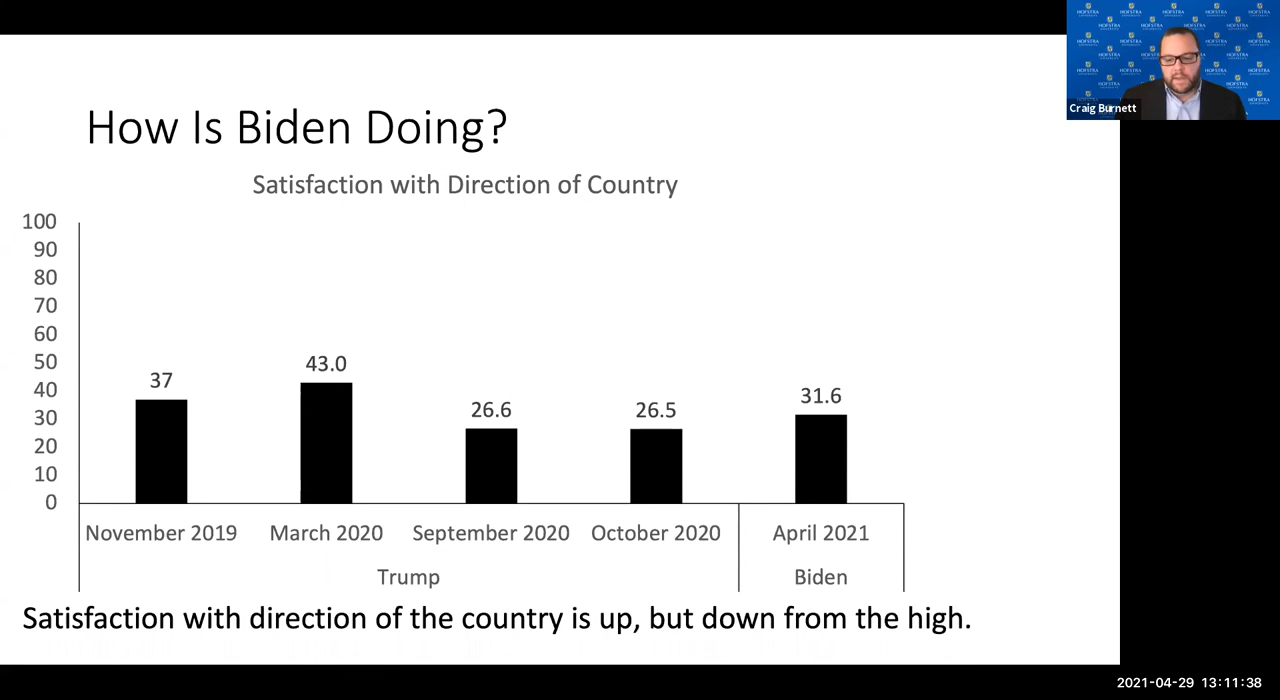 How Is Biden Doing?
Satisfaction with Direction of Country
100
90
80
70
60
50
40
30
20
10
0
37
43.0
26.6
26.5
31.6
November 2019
March 2020
September 2020
October 2020
April 2021
Trump
Biden
Satisfaction with direction of the country is up, but down from the high.
HOFSTRA
UNIVERSITY
Craig Burnett
2021-04-29 13:11:38